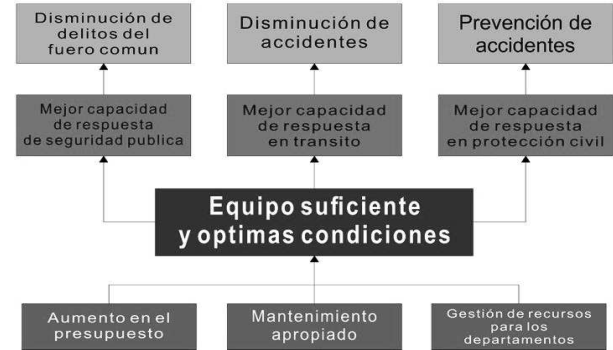 Disminución de
delitos del
fuero comun
Disminución de
accidentes
Prevención de
accidentes
Mejor capacidad
de respuesta
de seguridad publica
Mejor capacidad
de respuesta
en transito
Mejor capacidad
de respuesta
en protección civil
Equipo suficiente
y optimas condiciones
Aumento en el
presupuesto
Mantenimiento
apropiado
Gestión de recursos
para los
departamentos